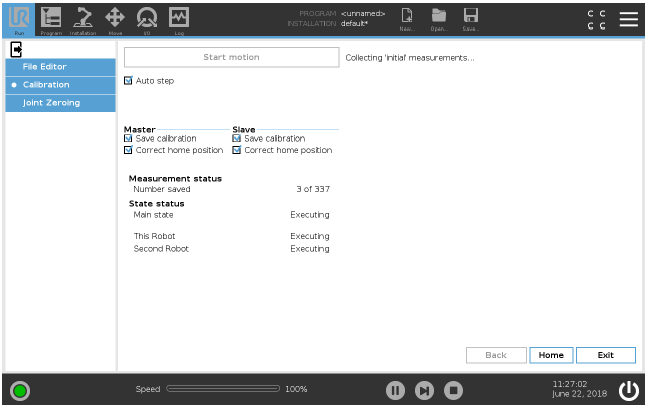 UR
PROGRAM <unnamed>
INSTALLATION default*
C C
C C
Run Program Installation Move I/O Log New... Open... Save...
File Editor
Calibration
Joint Zeroing
Start motion
Collecting 'initial' measurements...
Auto step
Master Slave
Save calibration Save calibration
Correct home position Correct home position
Measurement status
Number saved 3 of 337
State status
Main state Executing
This Robot Executing
Second Robot Executing
Back Home Exit
Speed 100%
11:27:02
June 22, 2018